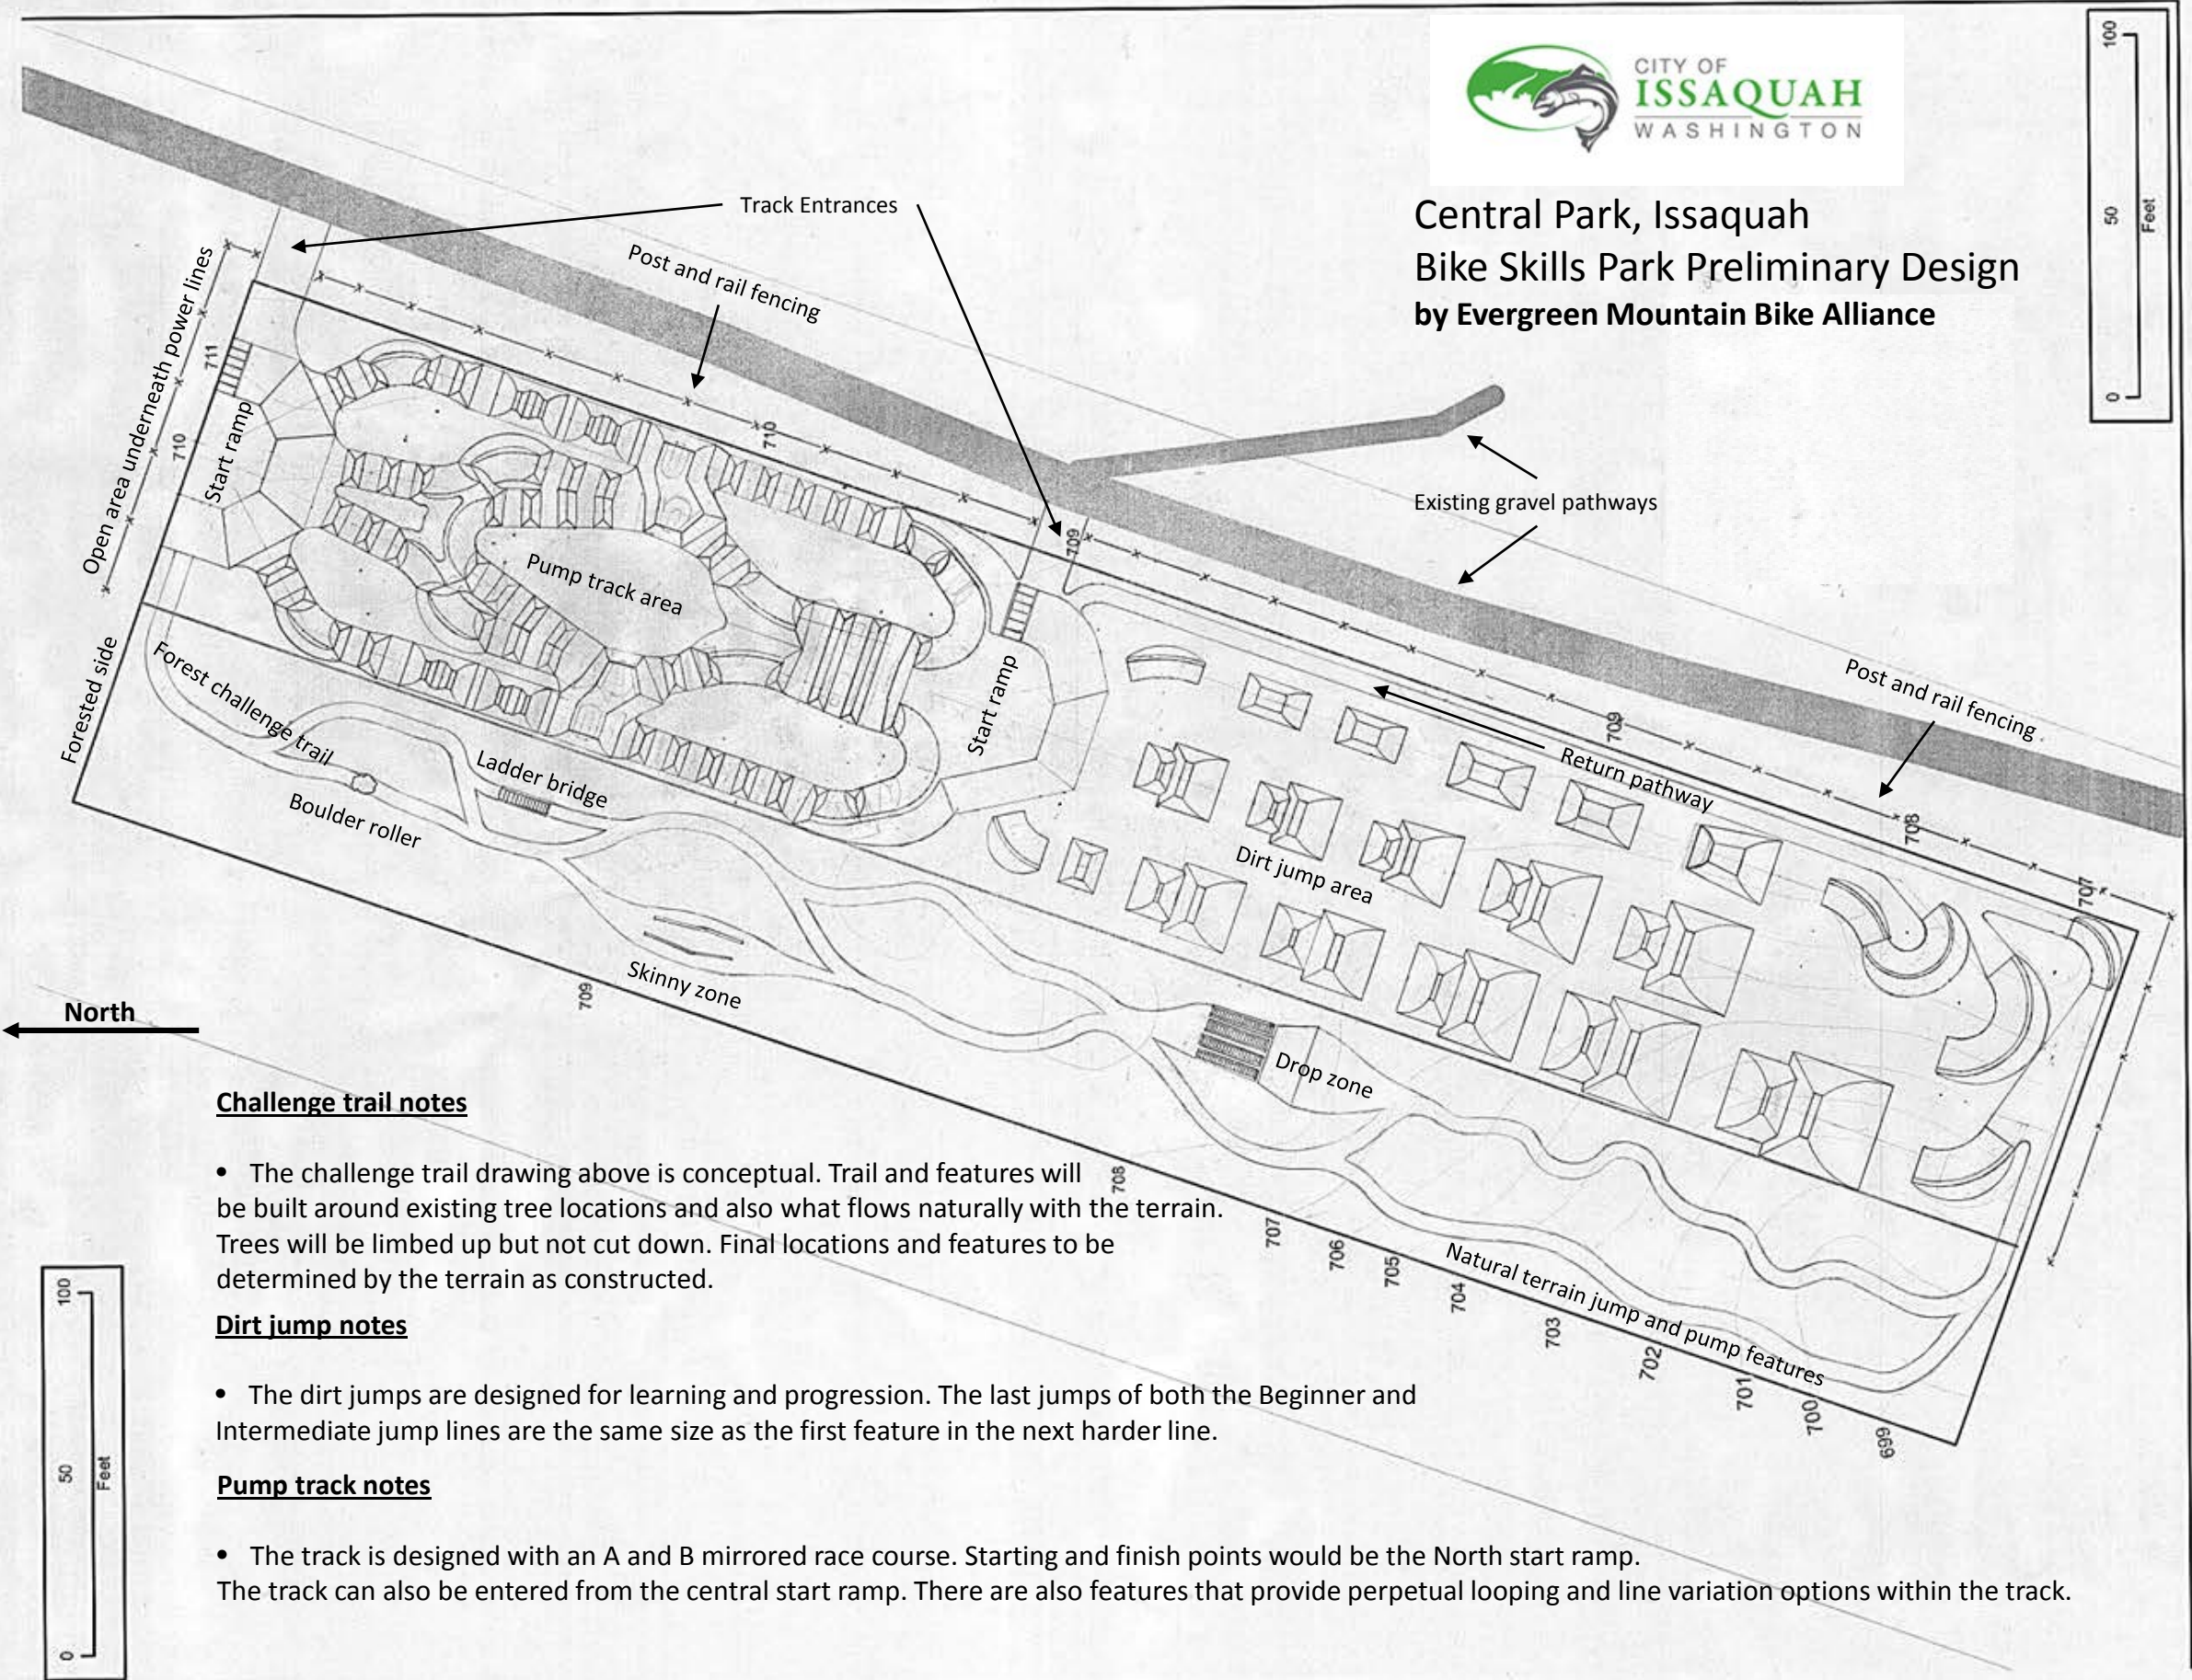 CITY OF
ISSAQUAH
WASHINGTON
Central Park, Issaquah
Bike Skills Park Preliminary Design
by Evergreen Mountain Bike Alliance
100
50
Feet
0
Track Entrances
Post and rail fencing
Open area underneath power lines
711
710
Start ramp
710
Existing gravel pathways
709
Pump track area
Forested side
Forest challenge trail
Start ramp
Post and rail fencing
709
Return pathway
Ladder bridge
Boulder roller
708
Dirt jump area
707
Skinny zone
709
North
Drop zone
708
707
706
705
704
703
702
701
700
699
Natural terrain jump and pump features
Challenge trail notes
• The challenge trail drawing above is conceptual. Trail and features will
be built around existing tree locations and also what flows naturally with the terrain.
Trees will be limbed up but not cut down. Final locations and features to be
determined by the terrain as constructed.
Dirt jump notes
• The dirt jumps are designed for learning and progression. The last jumps of both the Beginner and
Intermediate jump lines are the same size as the first feature in the next harder line.
Pump track notes
• The track is designed with an A and B mirrored race course. Starting and finish points would be the North start ramp.
The track can also be entered from the central start ramp. There are also features that provide perpetual looping and line variation options within the track.
100
50
Feet
0